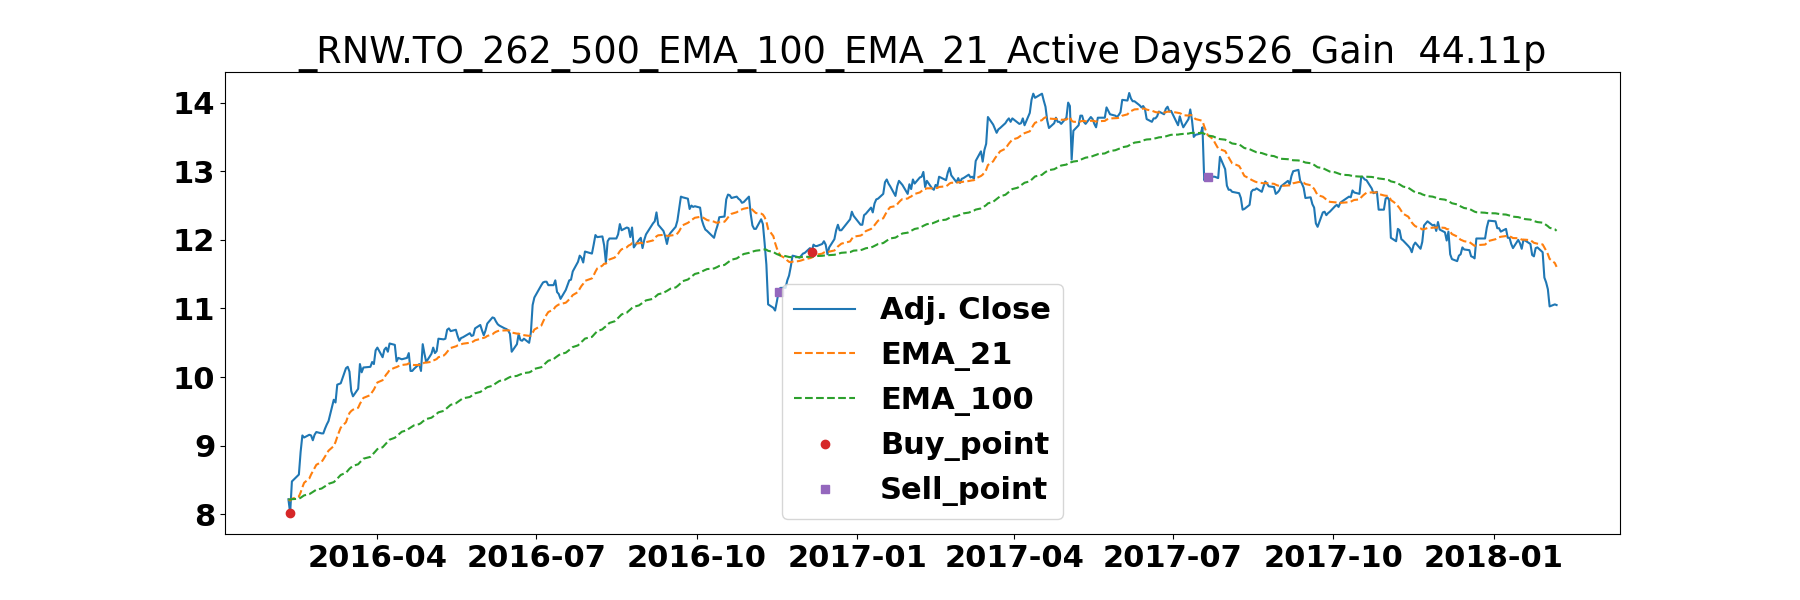 _RNW.TO_262_500_EMA_100_EMA_21_Active Days526_Gain  44.11p
14
13
12
11
10
9
8
Adj. Close
EMA_21
EMA_100
Buy_point
Sell_point
2016-04 2016-07 2016-10 2017-01 2017-04 2017-07 2017-10 2018-01